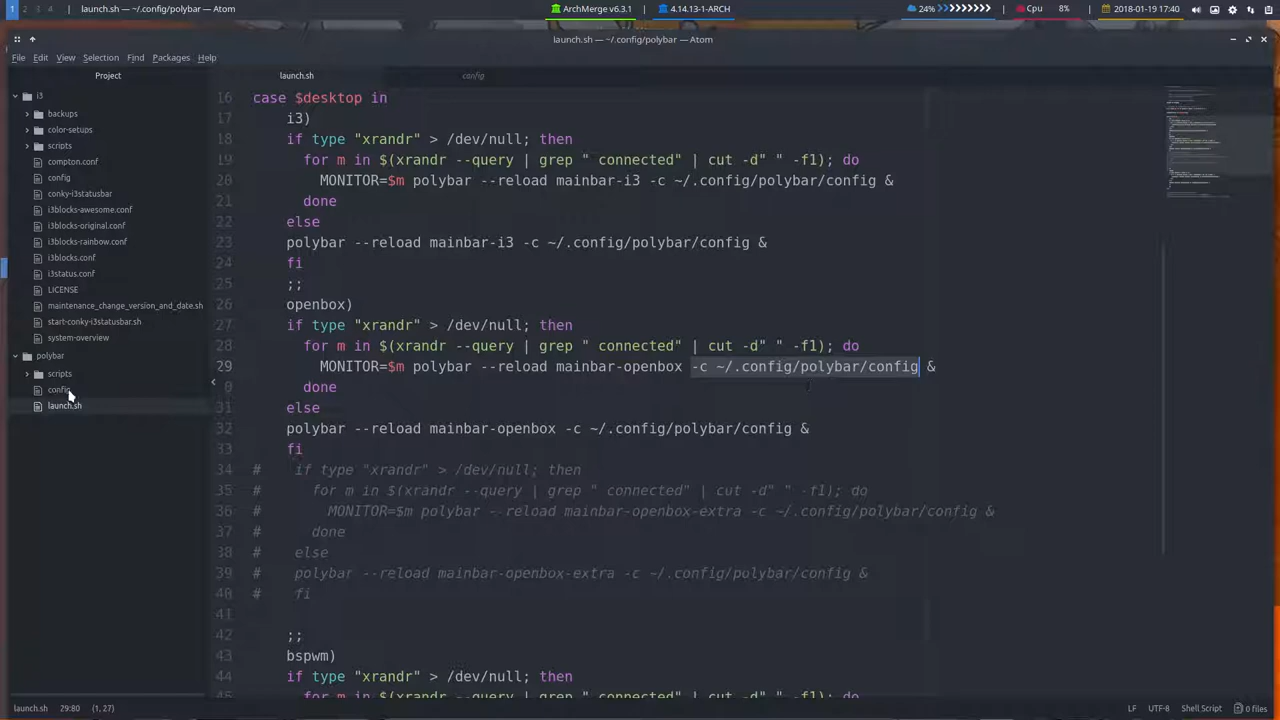 1 2 3 4 launch.sh — ~/.config/polybar — Atom ArchMerge v6.3.1 4.14.13-1-ARCH 24% Cpu 8% 2018-01-19 17:40
launch.sh — ~/.config/polybar — Atom
File Edit View Selection Find Packages Help
Project
i3
backups
color-setups
scripts
compton.conf
config
conky-i3statusbar
i3blocks-awesome.conf
i3blocks-original.conf
i3blocks-rainbow.conf
i3blocks.conf
i3status.conf
LICENSE
maintenance_change_version_and_date.sh
start-conky-i3statusbar.sh
system-overview
polybar
scripts
config
launch.sh
launch.sh config
16 case $desktop in
17 i3)
18 if type "xrandr" > /dev/null; then
19 for m in $(xrandr --query | grep " connected" | cut -d" " -f1); do
20 MONITOR=$m polybar --reload mainbar-i3 -c ~/.config/polybar/config &
21 done
22 else
23 polybar --reload mainbar-i3 -c ~/.config/polybar/config &
24 fi
25 ;;
26 openbox)
27 if type "xrandr" > /dev/null; then
28 for m in $(xrandr --query | grep " connected" | cut -d" " -f1); do
29 MONITOR=$m polybar --reload mainbar-openbox -c ~/.config/polybar/config &
0 done
31 else
32 polybar --reload mainbar-openbox -c ~/.config/polybar/config &
33 fi
34 # if type "xrandr" > /dev/null; then
35 # for m in $(xrandr --query | grep " connected" | cut -d" " -f1); do
36 # MONITOR=$m polybar --reload mainbar-openbox-extra -c ~/.config/polybar/config &
37 # done
38 # else
39 # polybar --reload mainbar-openbox-extra -c ~/.config/polybar/config &
40 # fi
41
42 ;;
43 bspwm)
44 if type "xrandr" > /dev/null; then
45 for m in $(xrandr --query | grep " connected" | cut -d" " -f1); do
launch.sh 29:80 (1, 27) LF UTF-8 Shell Script 0 files